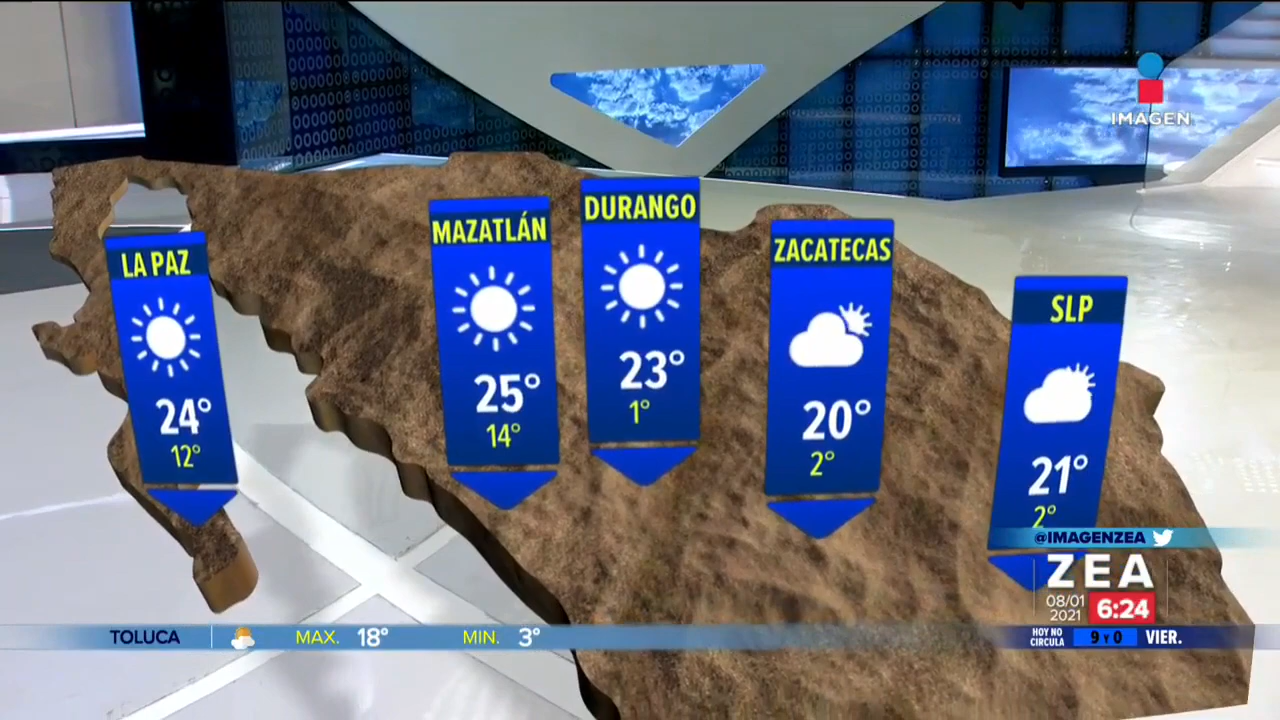 IMAGEN
LA PAZ
24°
12°
MAZATLÁN
25°
14°
DURANGO
23°
1°
ZACATECAS
20°
2°
SLP
21°
2°
@IMAGENZEA
ZEA
08/01
2021
6:24
TOLUCA MAX. 18° MIN. 3°
HOY NO
CIRCULA
9 Y 0 VIER.